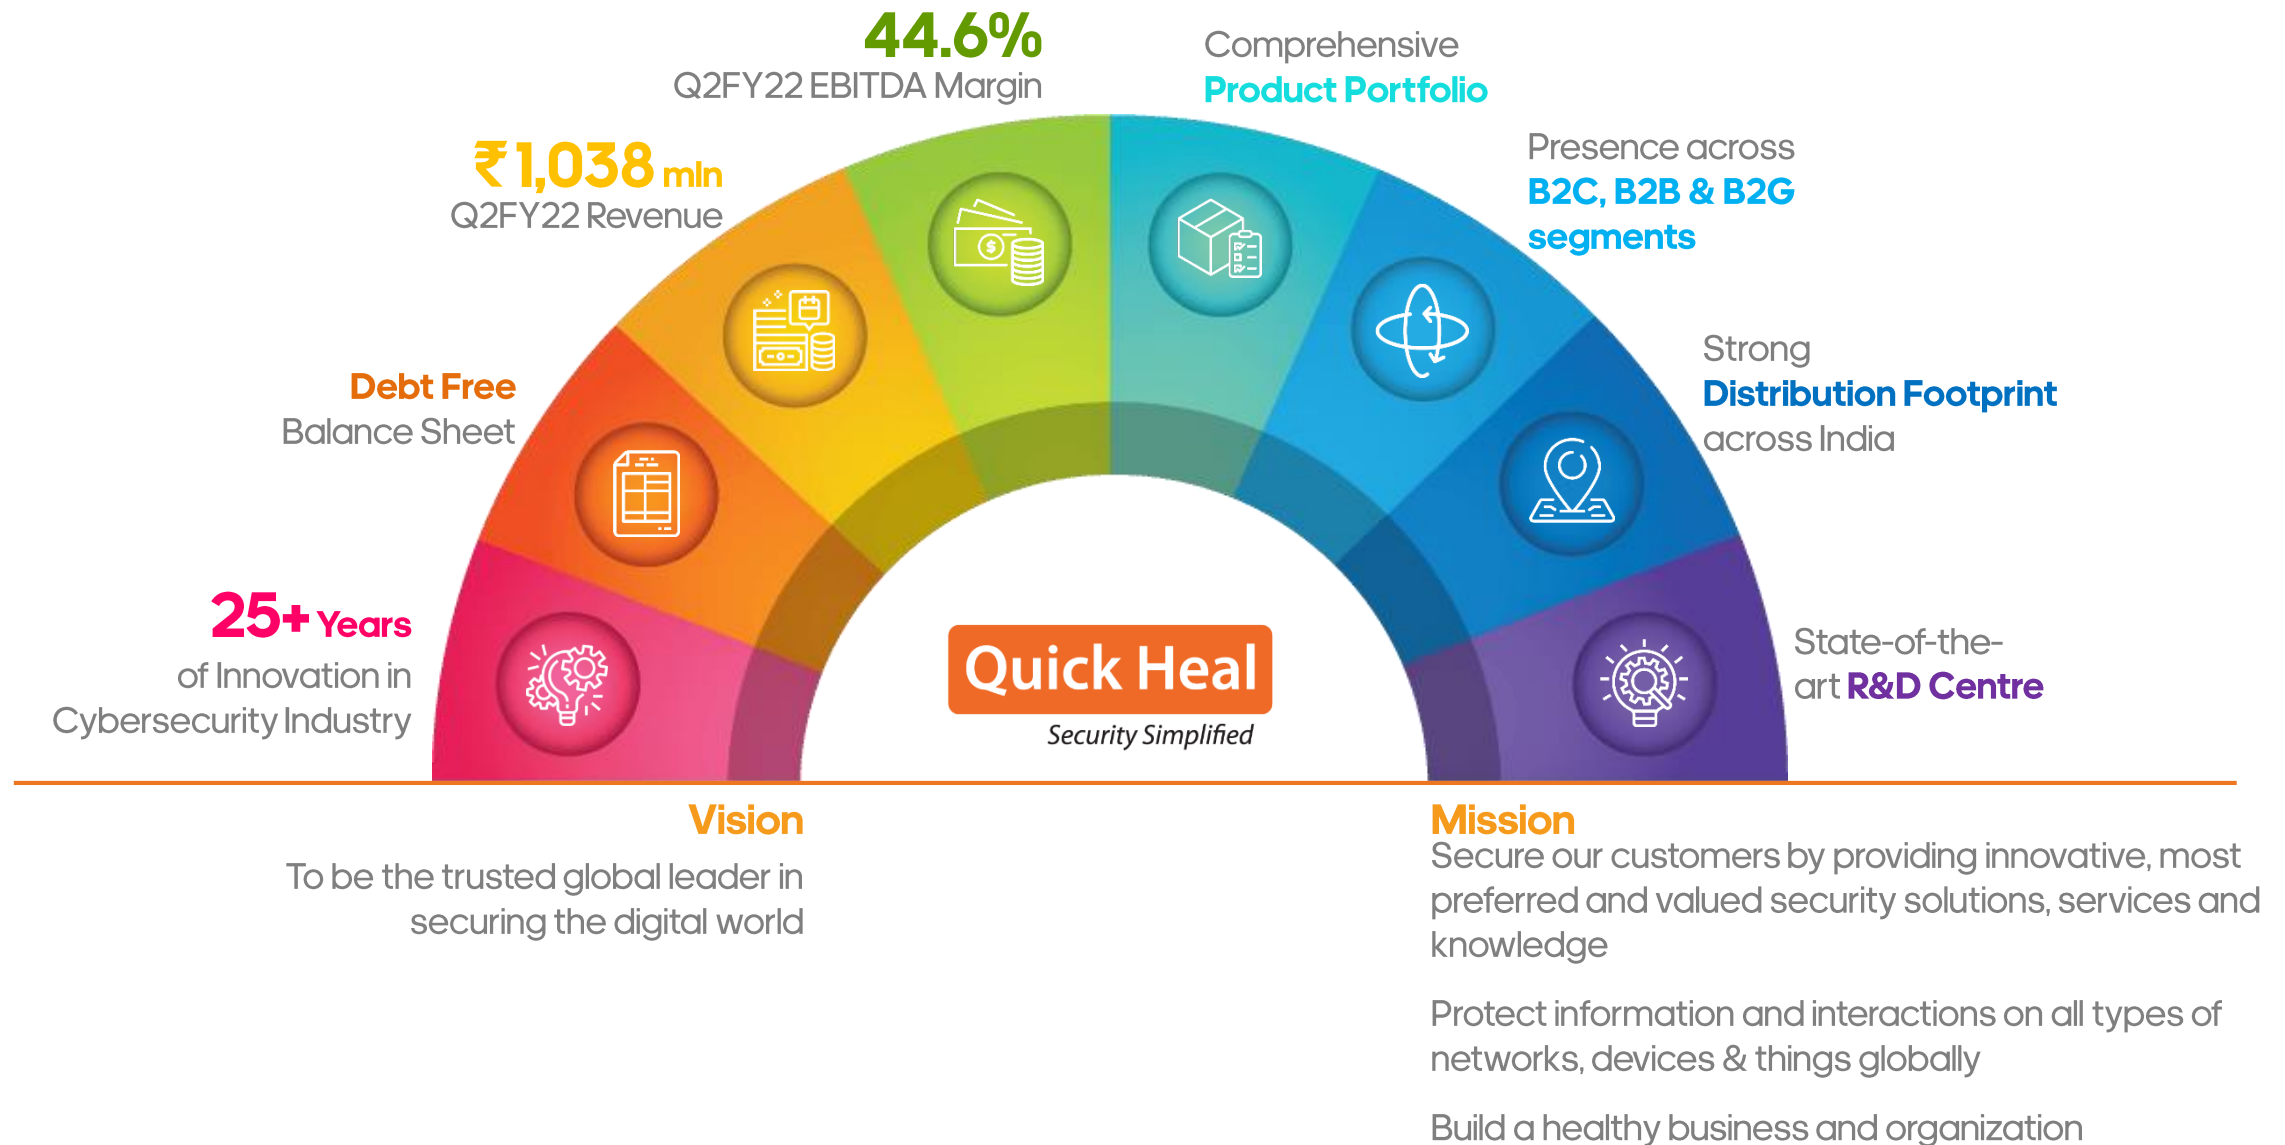 44.6%
Q2FY22 EBITDA Margin
₹1,038 mln
Q2FY22 Revenue
Debt Free
Balance Sheet
25+ Years
of Innovation in
Cybersecurity Industry
Comprehensive
Product Portfolio
Presence across
B2C, B2B & B2G
segments
Strong
Distribution Footprint
across India
State-of-the-
art R&D Centre
Quick Heal
Security Simplified
Vision
To be the trusted global leader in
securing the digital world
Mission
Secure our customers by providing innovative, most
preferred and valued security solutions, services and
knowledge
Protect information and interactions on all types of
networks, devices & things globally
Build a healthy business and organization